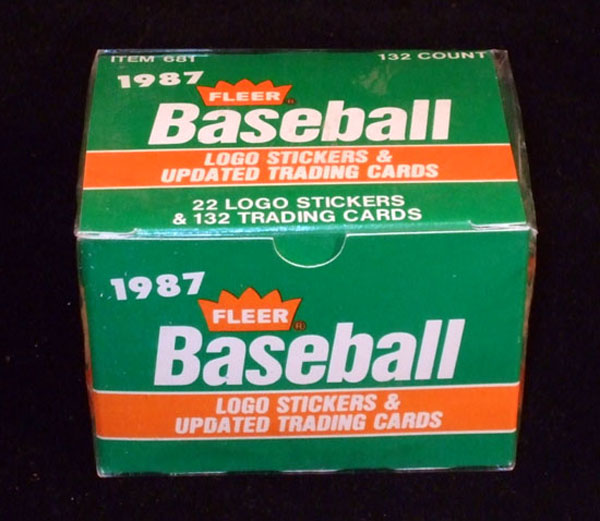 ITEM 681 132 COUNT
1987
FLEER ®
Baseball
LOGO STICKERS &
UPDATED TRADING CARDS
22 LOGO STICKERS
& 132 TRADING CARDS
1987
FLEER ®
Baseball
LOGO STICKERS &
UPDATED TRADING CARDS